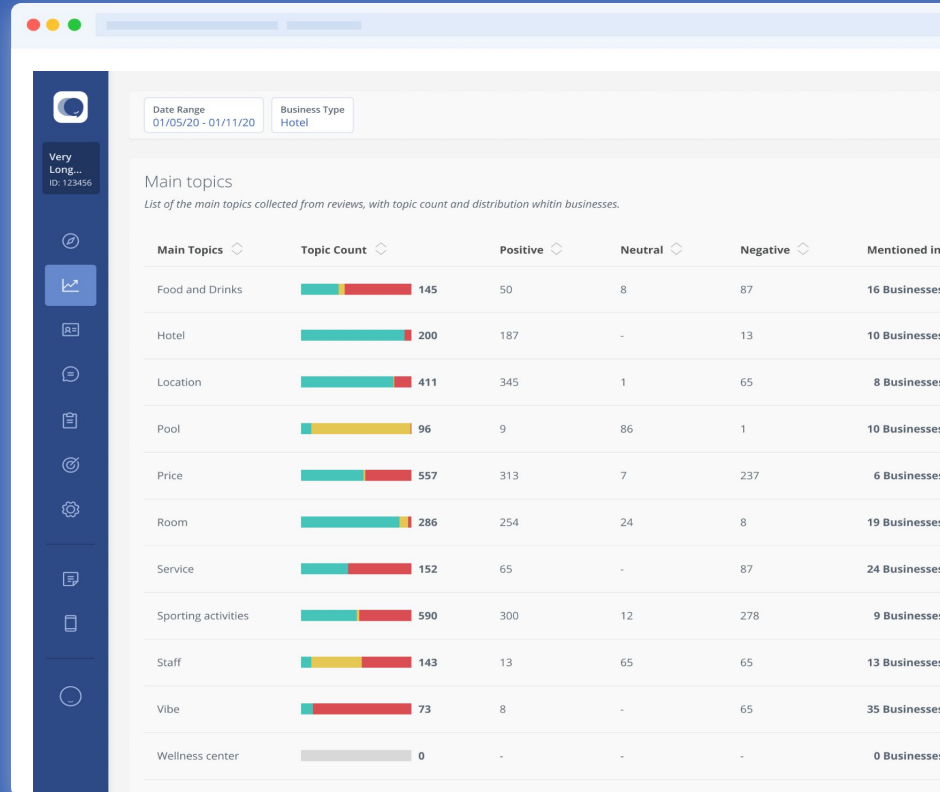 Date Range
01/05/20 - 01/11/20
Business Type
Hotel
Very
Long...
ID: 123456
Main topics
List of the main topics collected from reviews, with topic count and distribution whitin businesses.
Main Topics Topic Count Positive Neutral Negative Mentioned in
Food and Drinks 145 50 8 87 16 Businesses
Hotel 200 187 - 13 10 Businesses
Location 411 345 1 65 8 Businesses
Pool 96 9 86 1 10 Businesses
Price 557 313 7 237 6 Businesses
Room 286 254 24 8 19 Businesses
Service 152 65 - 87 24 Businesses
Sporting activities 590 300 12 278 9 Businesses
Staff 143 13 65 65 13 Businesses
Vibe 73 8 - 65 35 Businesses
Wellness center 0 - - - 0 Businesses